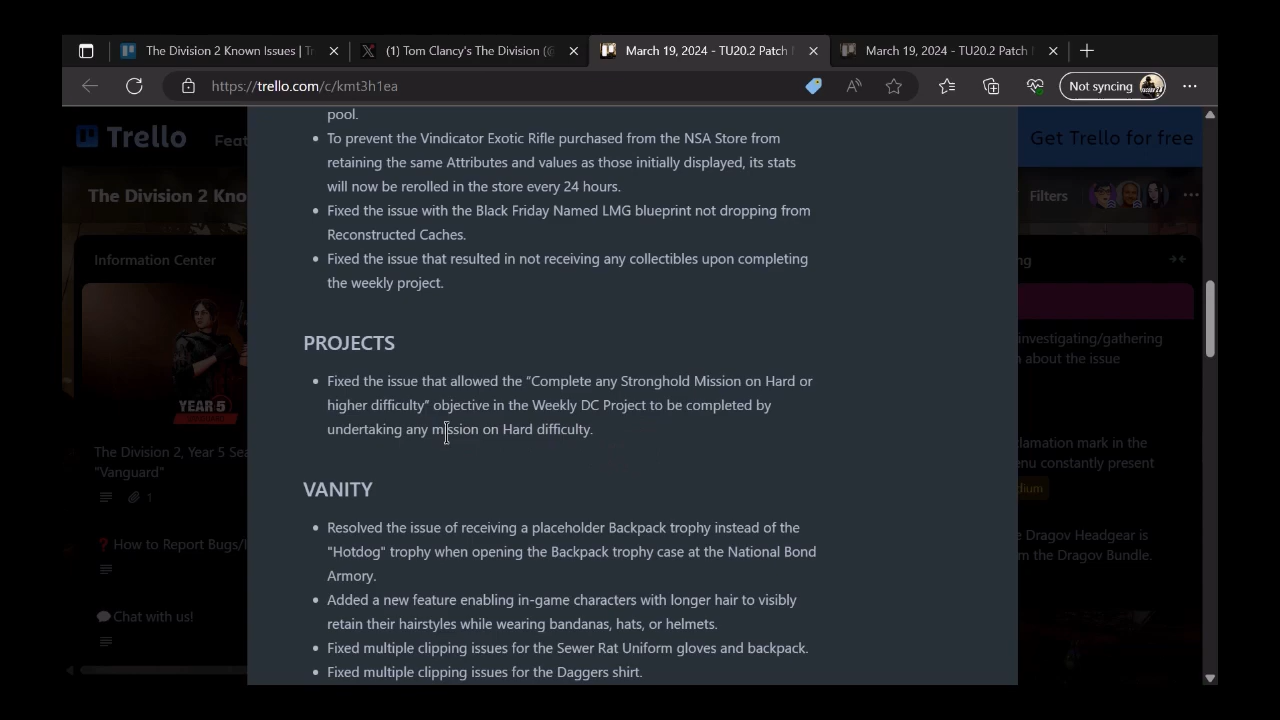 The Division 2 Known Issues | Tr
(1) Tom Clancy's The Division (@
March 19, 2024 - TU20.2 Patch
March 19, 2024 - TU20.2 Patch
https://trello.com/c/kmt3h1ea
Not syncing
Trello
Feat
Get Trello for free
The Division 2 Kno
Filters
Information Center
ng
YEAR 5
The Division 2, Year 5 Sea
"Vanguard"
1
❓ How to Report Bugs/I
💬Chat with us!
investigating/gathering
n about the issue
clamation mark in the
enu constantly present
dium
e Dragov Headgear is
m the Dragov Bundle.
pool.
• To prevent the Vindicator Exotic Rifle purchased from the NSA Store from
retaining the same Attributes and values as those initially displayed, its stats
will now be rerolled in the store every 24 hours.
• Fixed the issue with the Black Friday Named LMG blueprint not dropping from
Reconstructed Caches.
• Fixed the issue that resulted in not receiving any collectibles upon completing
the weekly project.
PROJECTS
• Fixed the issue that allowed the “Complete any Stronghold Mission on Hard or
higher difficulty” objective in the Weekly DC Project to be completed by
undertaking any mission on Hard difficulty.
VANITY
• Resolved the issue of receiving a placeholder Backpack trophy instead of the
"Hotdog" trophy when opening the Backpack trophy case at the National Bond
Armory.
• Added a new feature enabling in-game characters with longer hair to visibly
retain their hairstyles while wearing bandanas, hats, or helmets.
• Fixed multiple clipping issues for the Sewer Rat Uniform gloves and backpack.
• Fixed multiple clipping issues for the Daggers shirt.